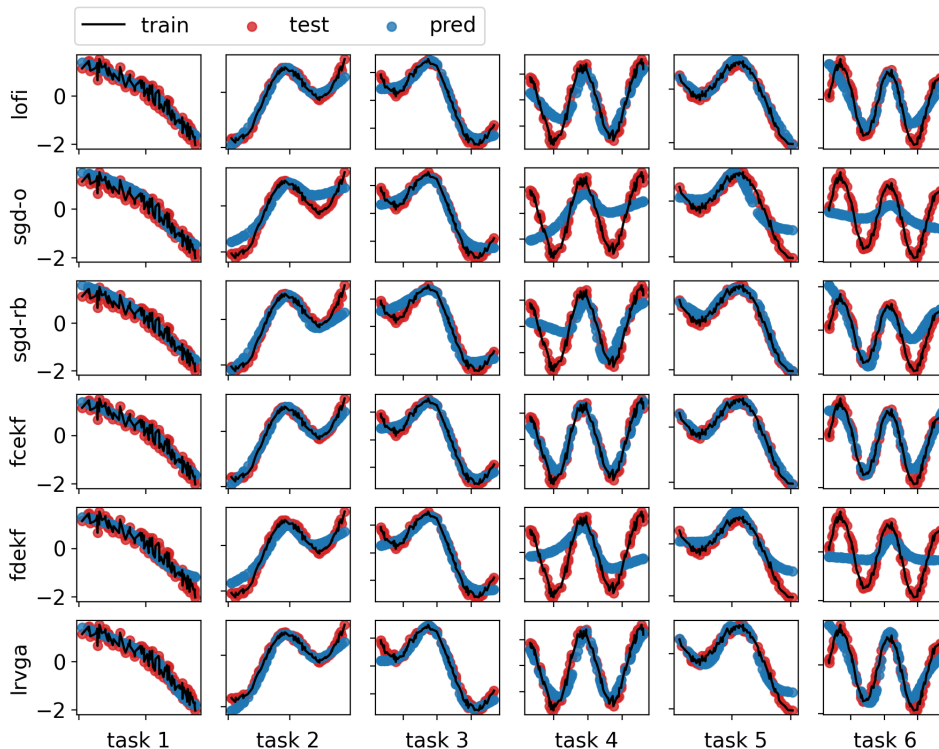 train test pred
lofi
0
−2
sgd-o
0
−2
sgd-rb
0
−2
fcekf
0
−2
fdekf
0
−2
lrvga
0
−2
task 1 task 2 task 3 task 4 task 5 task 6